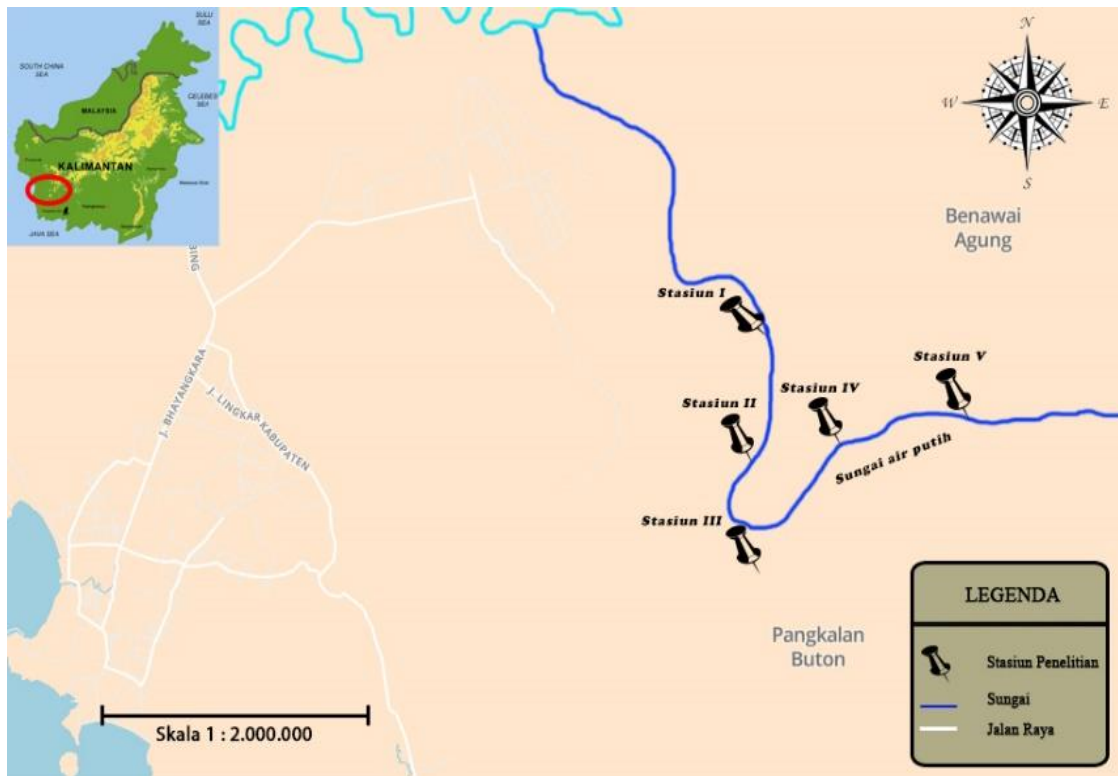 SULU
SEA
SOUTH CHINA
SEA
CELEBES
SEA
MALAYSIA
KALIMANTAN
JAVA SEA
N
W
E
S
Benawai
Agung
J. BHAYANGKARA
J. LINGKAR KABUPATEN
Stasiun I
Stasiun II
Stasiun III
Stasiun IV
Stasiun V
Sungai air putih
Pangkalan
Buton
Skala 1 : 2.000.000
LEGENDA
Stasiun Penelitian
Sungai
Jalan Raya